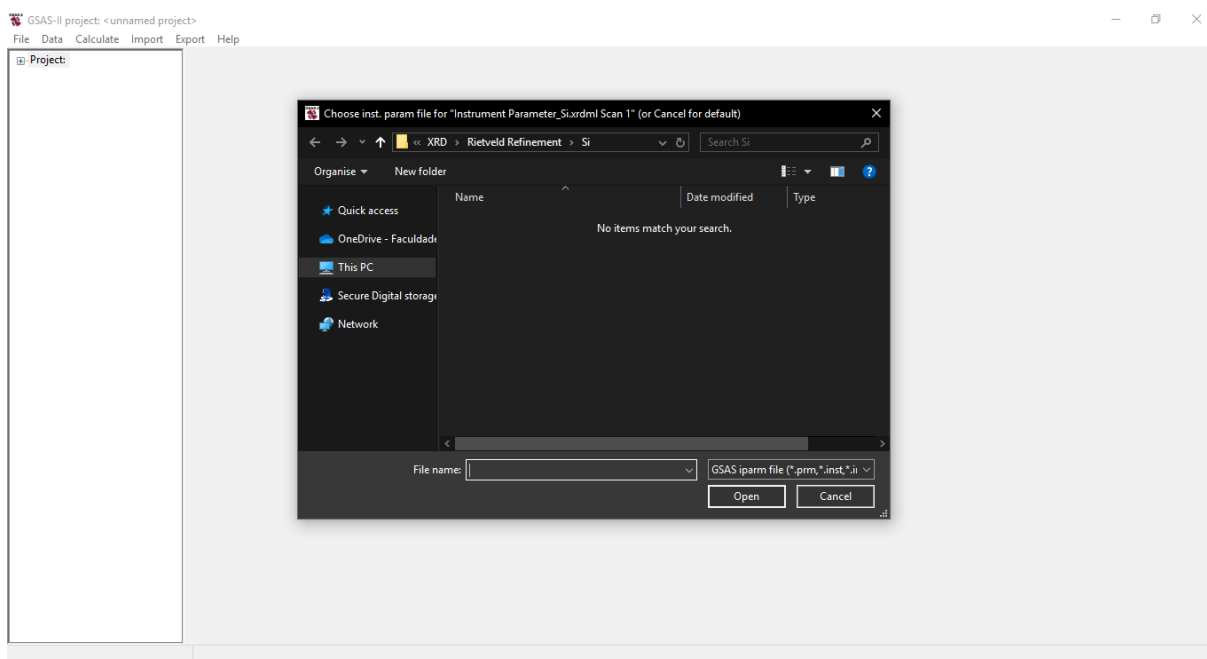 GSAS-II project: <unnamed project>
File Data Calculate Import Export Help
Project:
Choose inst. param file for "Instrument Parameter_Si.xrdml Scan 1" (or Cancel for default)
« XRD > Rietveld Refinement > Si
Search Si
Organise
New folder
Name
Date modified
Type
Quick access
No items match your search.
OneDrive - Faculdade
This PC
Secure Digital storage
Network
File name:
GSAS iparm file (*.prm,*.inst,*.i
Open
Cancel